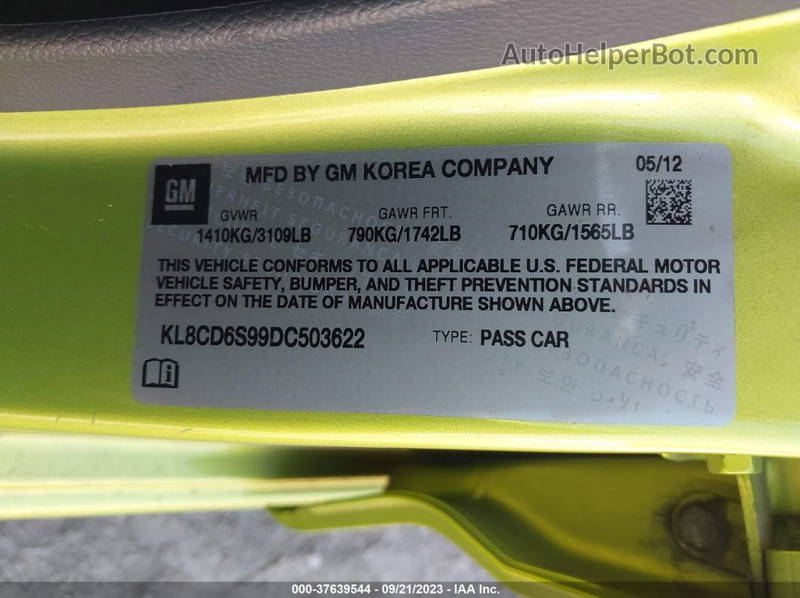 AutoHelperBot.com
MFD BY GM KOREA COMPANY
05/12
GM
GVWR
GAWR FRT.
GAWR RR.
1410KG/3109LB
790KG/1742LB
710KG/1565LB
THIS VEHICLE CONFORMS TO ALL APPLICABLE U.S. FEDERAL MOTOR
VEHICLE SAFETY, BUMPER, AND THEFT PREVENTION STANDARDS IN
EFFECT ON THE DATE OF MANUFACTURE SHOWN ABOVE.
KL8CD6S99DC503622
TYPE: PASS CAR
000-37639544 - 09/21/2023 - IAA Inc.